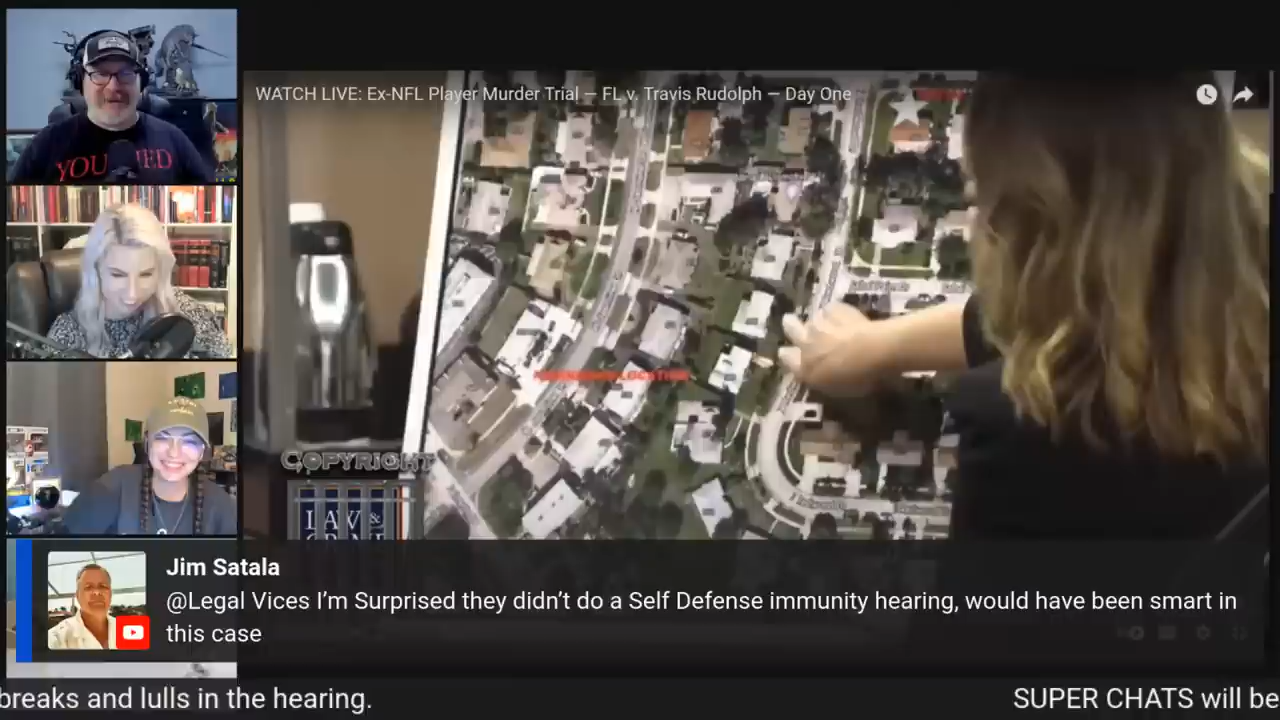 WATCH LIVE: Ex-NFL Player Murder Trial — FL v. Travis Rudolph — Day One
COPYRIGHT
LAW &
Jim Satala
@Legal Vices I’m Surprised they didn’t do a Self Defense immunity hearing, would have been smart in
this case
breaks and lulls in the hearing.
SUPER CHATS will be